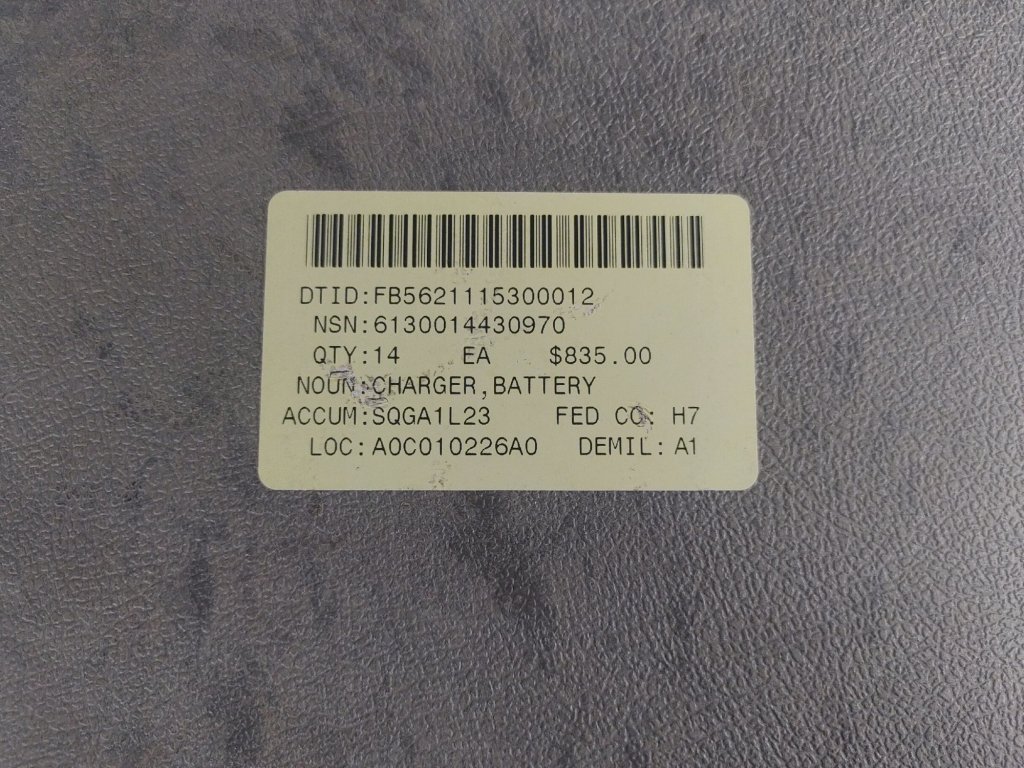 DTID:FB5621115300012
NSN:6130014430970
QTY:14 EA $835.00
NOUN:CHARGER,BATTERY
ACCUM:SQGA1L23 FED CC: H7
LOC:A0C010226A0 DEMIL:A1